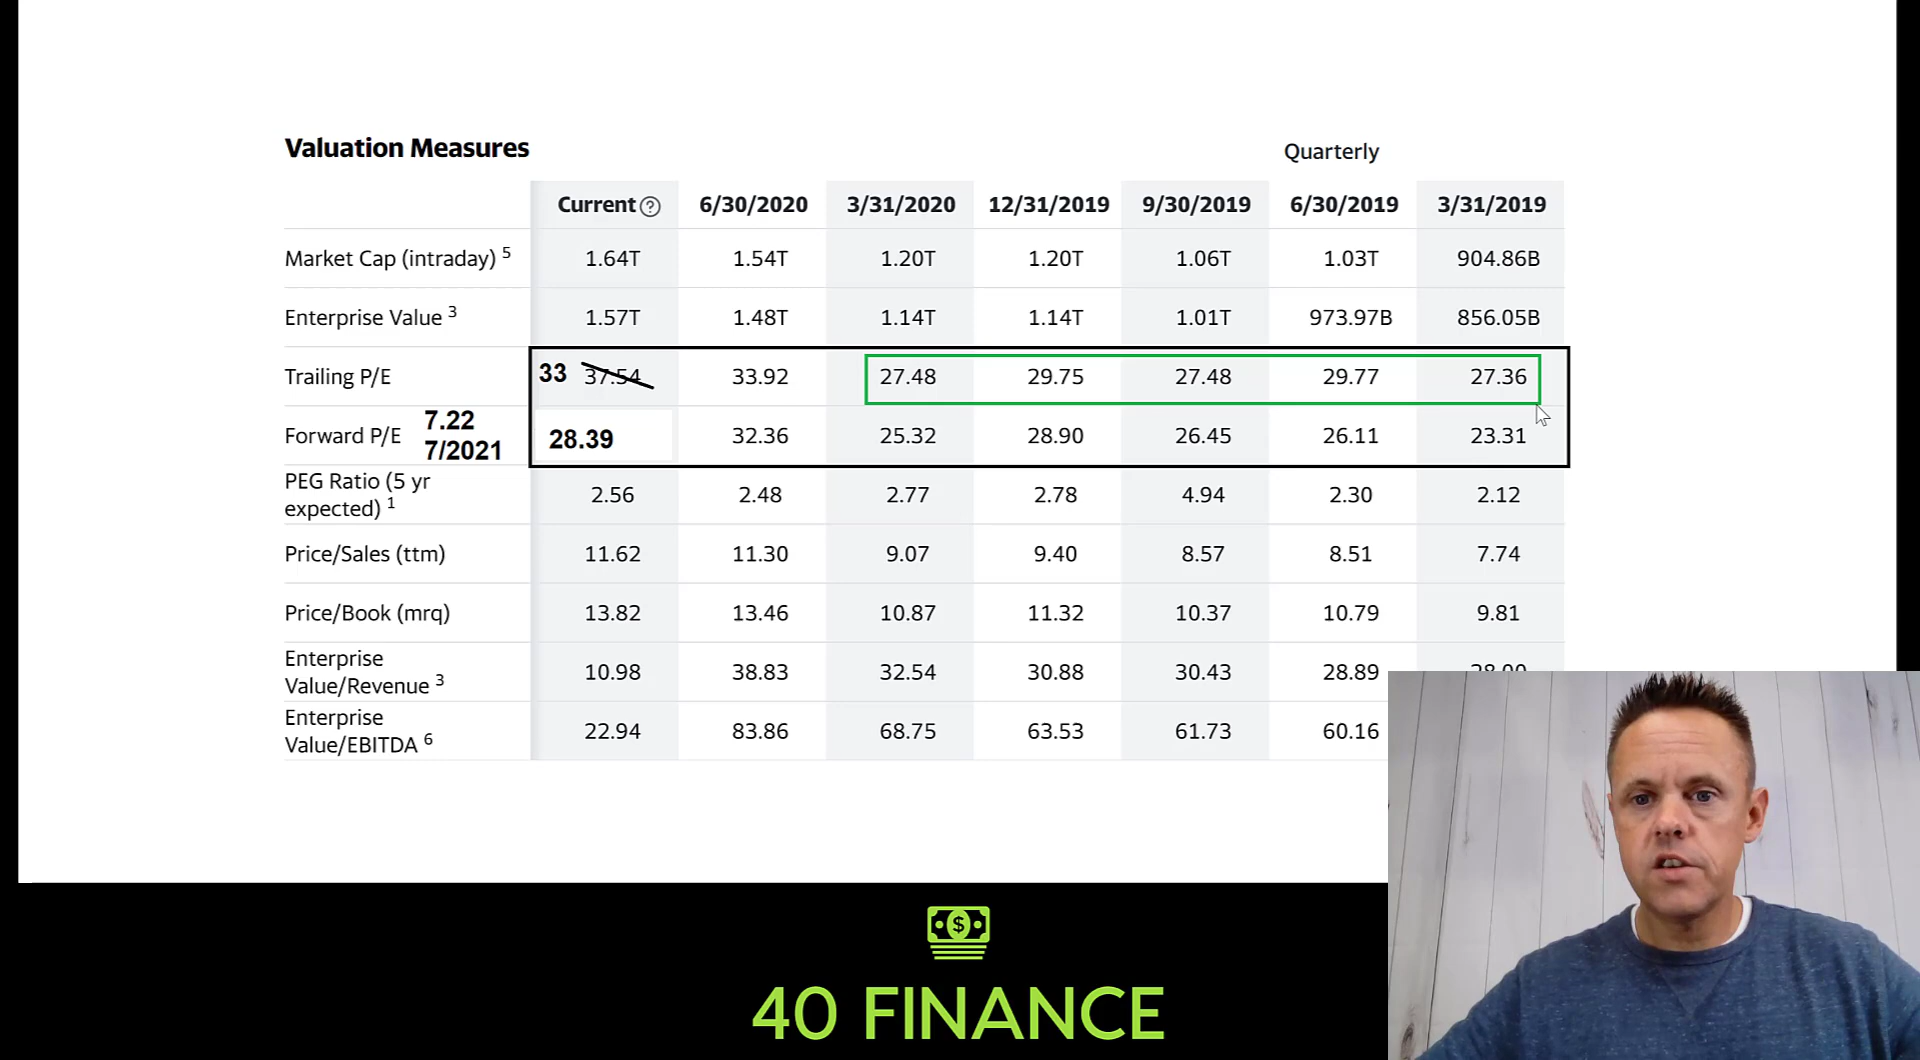 Valuation Measures
Quarterly
Current ? 6/30/2020 3/31/2020 12/31/2019 9/30/2019 6/30/2019 3/31/2019
Market Cap (intraday) 5 1.64T 1.54T 1.20T 1.20T 1.06T 1.03T 904.86B
Enterprise Value 3 1.57T 1.48T 1.14T 1.14T 1.01T 973.97B 856.05B
Trailing P/E 33 37.54 33.92 27.48 29.75 27.48 29.77 27.36
Forward P/E 7.22 7/2021 28.39 32.36 25.32 28.90 26.45 26.11 23.31
PEG Ratio (5 yr
expected) 1 2.56 2.48 2.77 2.78 4.94 2.30 2.12
Price/Sales (ttm) 11.62 11.30 9.07 9.40 8.57 8.51 7.74
Price/Book (mrq) 13.82 13.46 10.87 11.32 10.37 10.79 9.81
Enterprise
Value/Revenue 3 10.98 38.83 32.54 30.88 30.43 28.89
Enterprise
Value/EBITDA 6 22.94 83.86 68.75 63.53 61.73 60.16
$
40 FINANCE